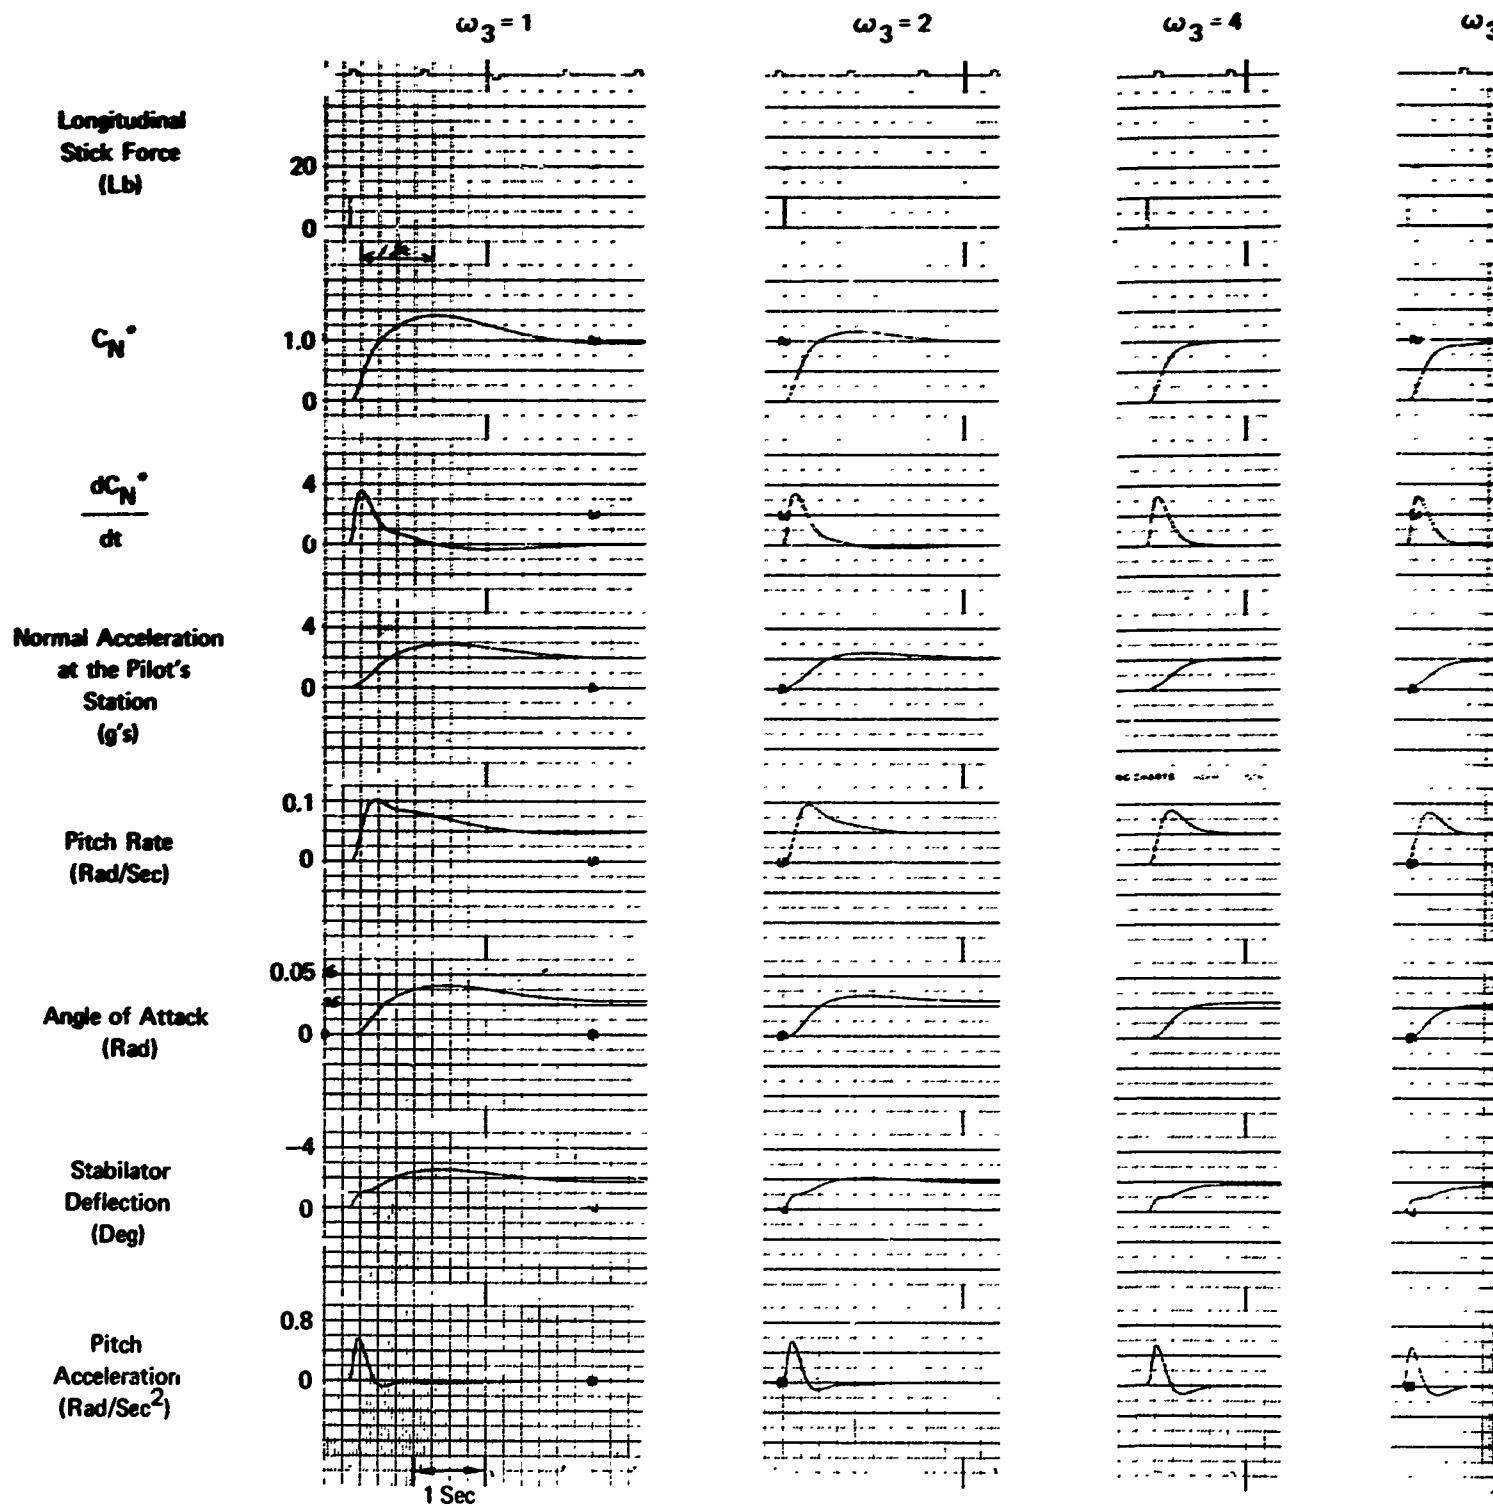 ω3 = 1
ω3 = 2
ω3 = 4
ω3
Longitudinal
Stick Force
(Lb)
20
0
CN*
1.0
0
dCN*
dt
4
0
Normal Acceleration
at the Pilot's
Station
(g's)
4
0
Pitch Rate
(Rad/Sec)
0.1
0
Angle of Attack
(Rad)
0.05
0
Stabilator
Deflection
(Deg)
−4
0
Pitch
Acceleration
(Rad/Sec2)
0.8
0
1 Sec